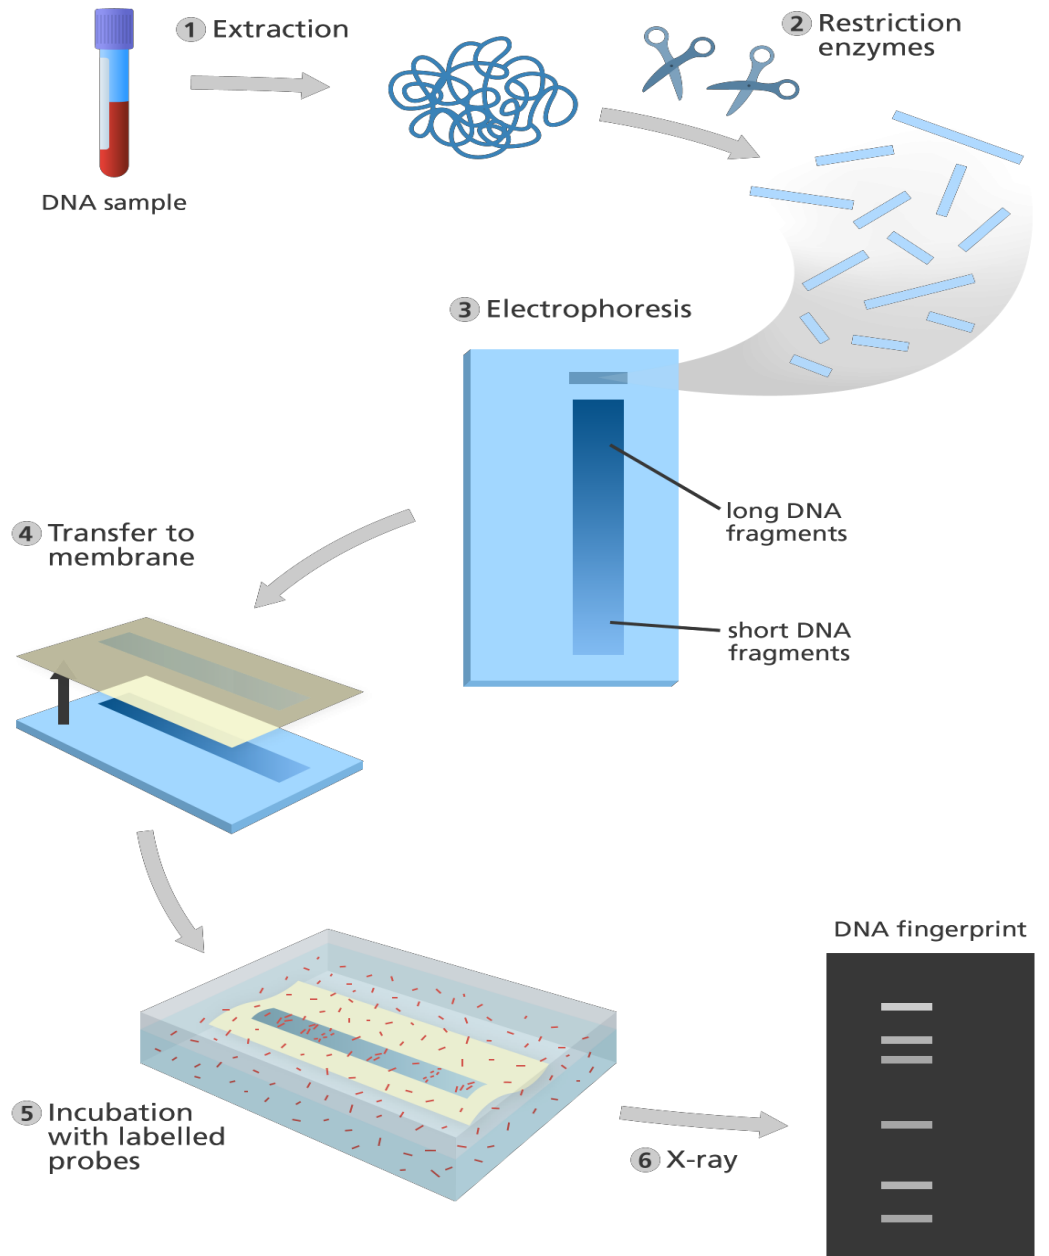 1 Extraction
2 Restriction
enzymes
DNA sample
3 Electrophoresis
long DNA
fragments
short DNA
fragments
4 Transfer to
membrane
5 Incubation
with labelled
probes
6 X-ray
DNA fingerprint